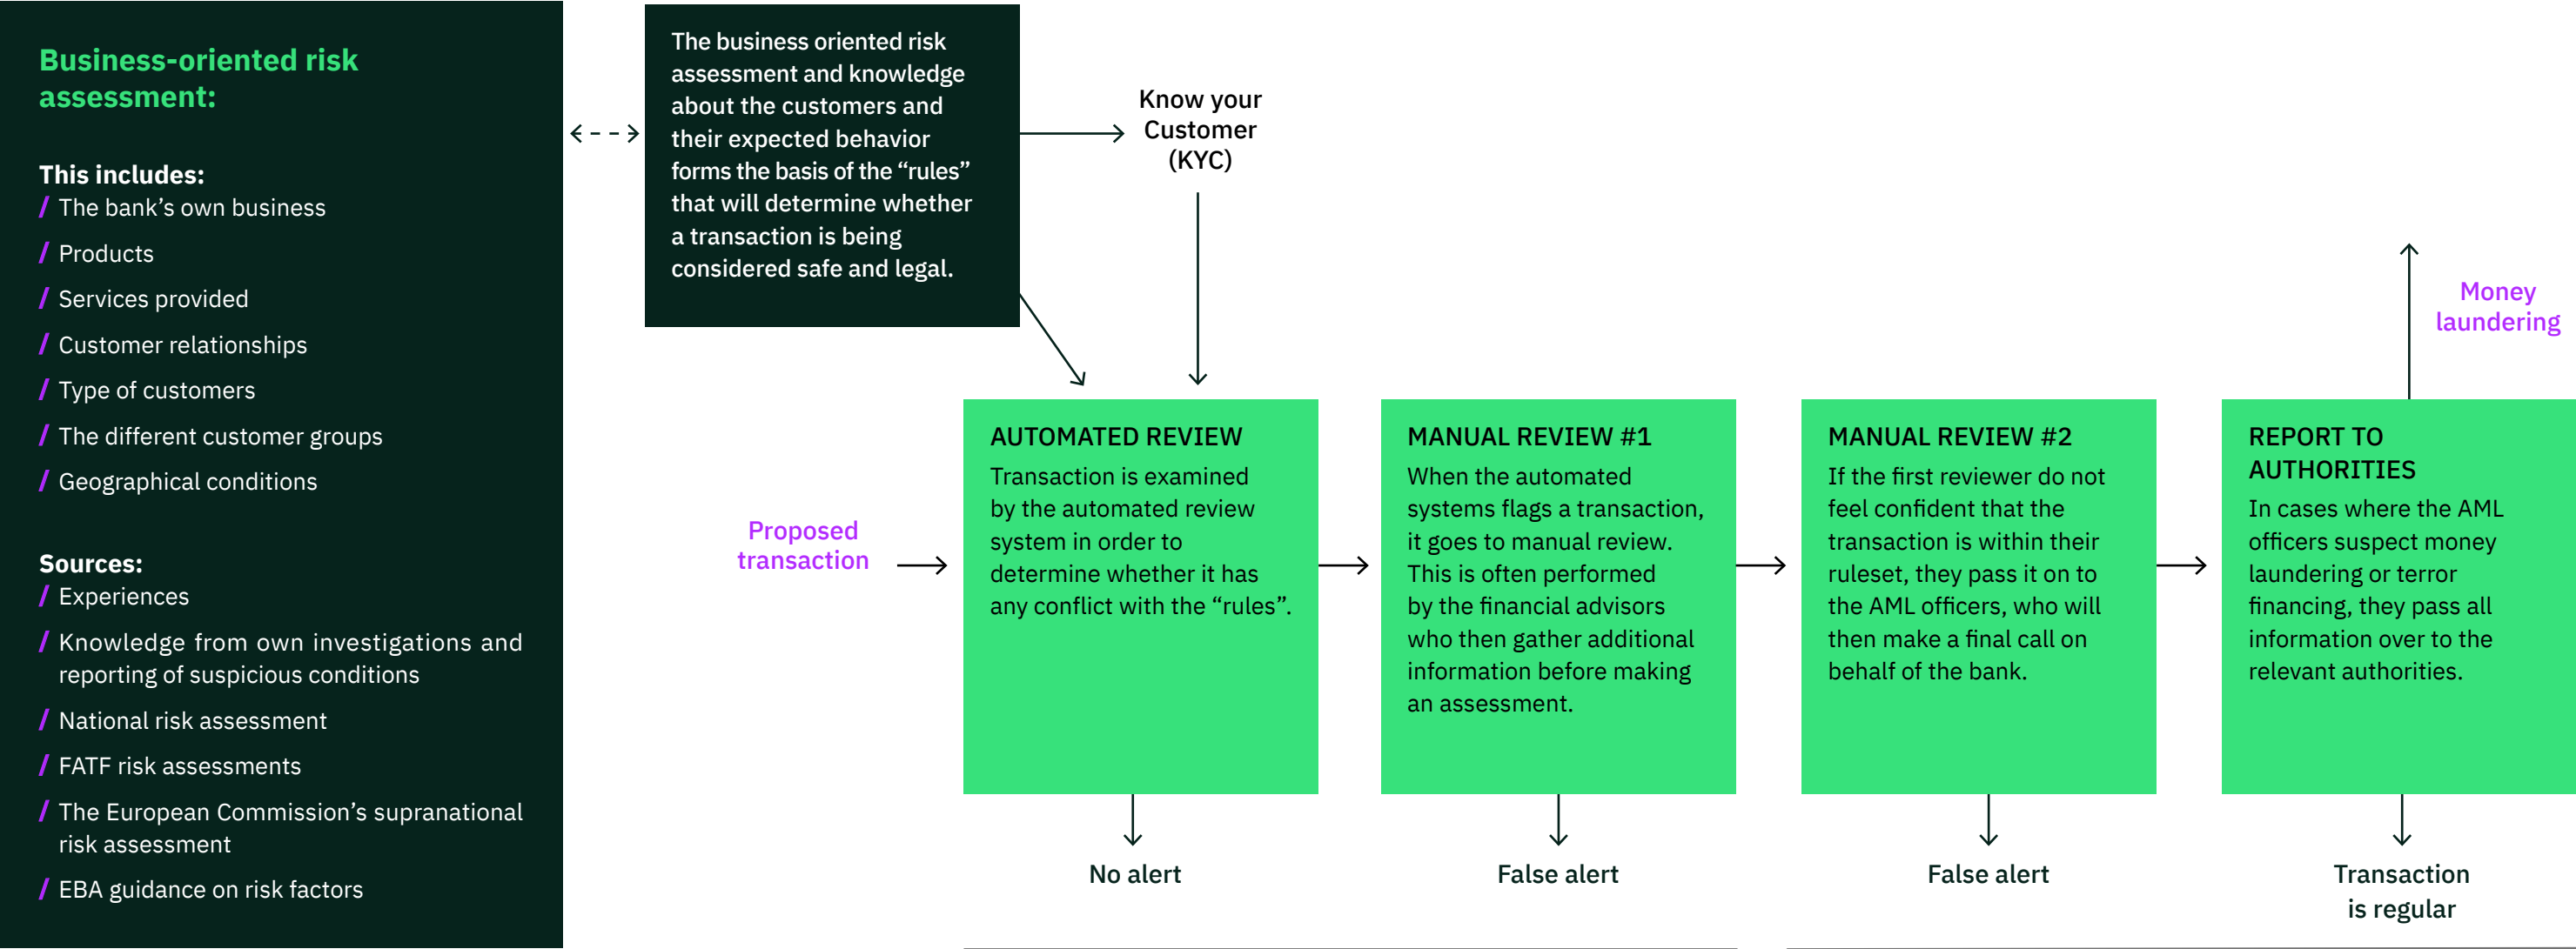 Business-oriented risk
assessment:
This includes:
/ The bank’s own business
/ Products
/ Services provided
/ Customer relationships
/ Type of customers
/ The different customer groups
/ Geographical conditions
Sources:
/ Experiences
/ Knowledge from own investigations and
reporting of suspicious conditions
/ National risk assessment
/ FATF risk assessments
/ The European Commission’s supranational
risk assessment
/ EBA guidance on risk factors
The business oriented risk
assessment and knowledge
about the customers and
their expected behavior
forms the basis of the “rules”
that will determine whether
a transaction is being
considered safe and legal.
Know your
Customer
(KYC)
Proposed
transaction
AUTOMATED REVIEW
Transaction is examined
by the automated review
system in order to
determine whether it has
any conflict with the “rules”.
No alert
MANUAL REVIEW #1
When the automated
systems flags a transaction,
it goes to manual review.
This is often performed
by the financial advisors
who then gather additional
information before making
an assessment.
False alert
MANUAL REVIEW #2
If the first reviewer do not
feel confident that the
transaction is within their
ruleset, they pass it on to
the AML officers, who will
then make a final call on
behalf of the bank.
False alert
Money
laundering
REPORT TO
AUTHORITIES
In cases where the AML
officers suspect money
laundering or terror
financing, they pass all
information over to the
relevant authorities.
Transaction
is regular